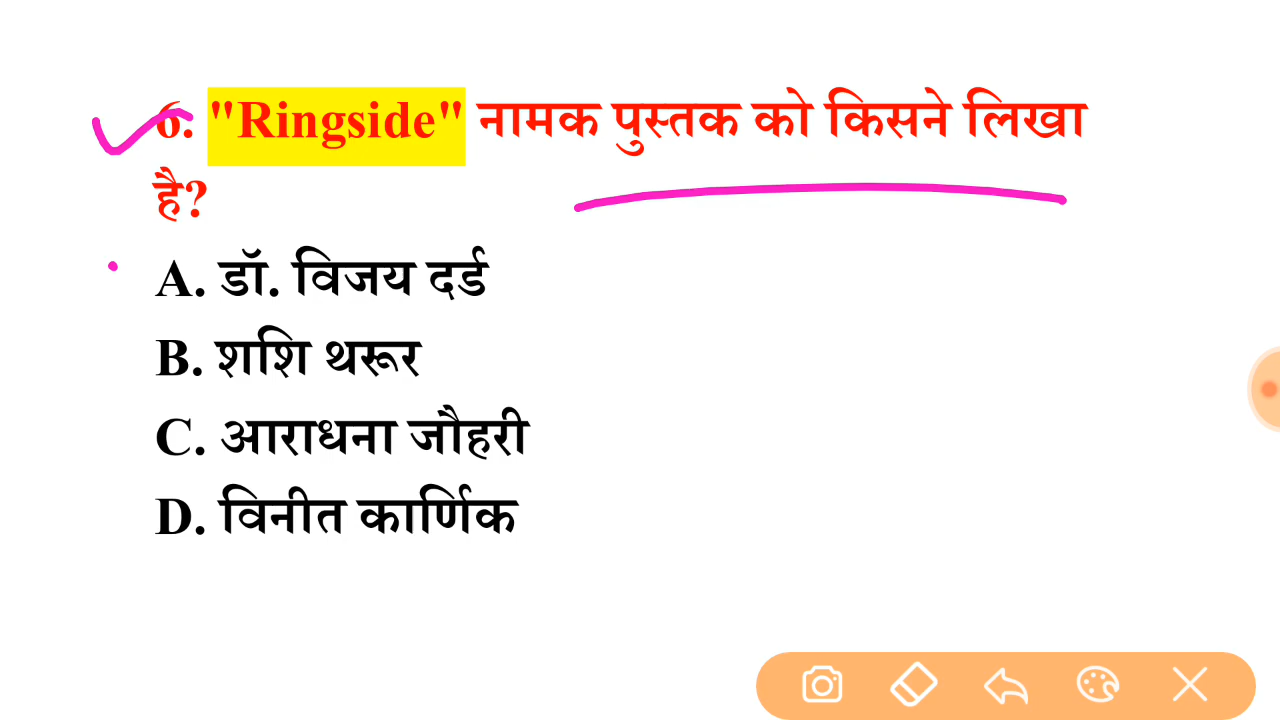 6. "Ringside" नामक पुस्तक को किसने लिखा
है?
A. डॉ. विजय दर्ड
B. शशि थरूर
C. आराधना जौहरी
D. विनीत कार्णिक